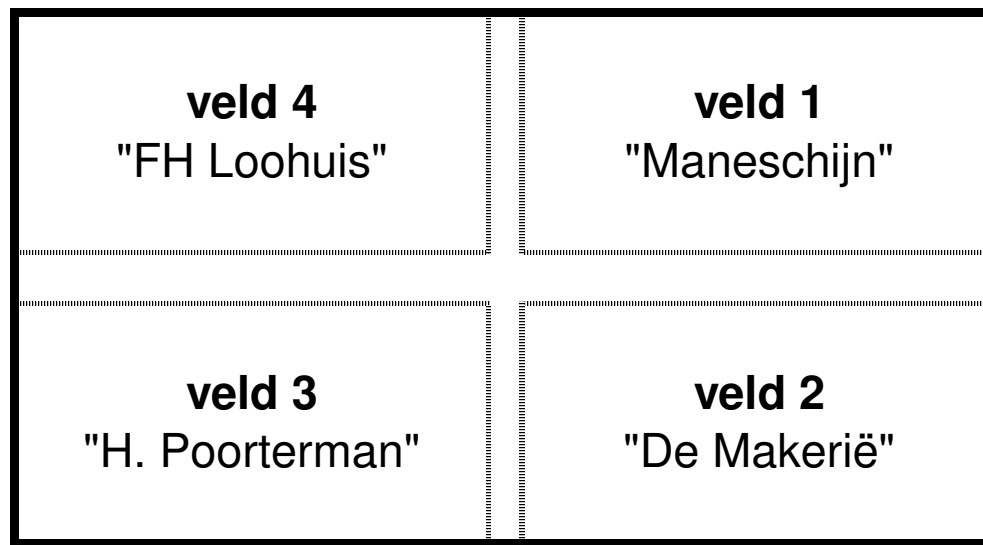 veld 4
"FH Loohuis"
veld 1
"Maneschijn"
veld 3
"H. Poorterman"
veld 2
"De Makerië"